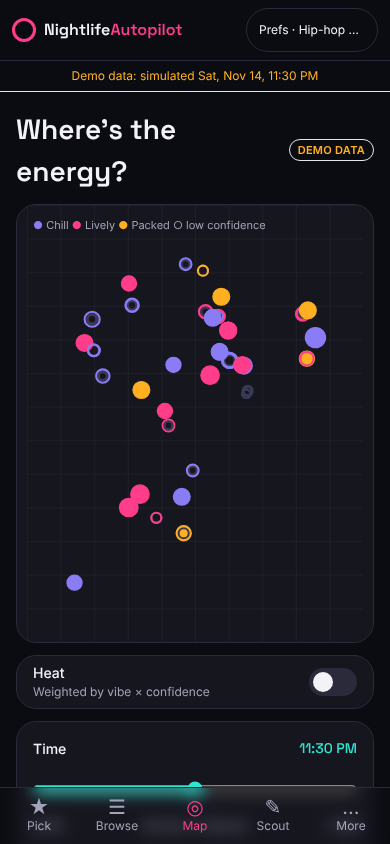 NightlifeAutopilot
Prefs · Hip-hop ...
Demo data: simulated Sat, Nov 14, 11:30 PM
Where's the
energy?
DEMO DATA
Chill Lively Packed low confidence
Heat
Weighted by vibe × confidence
Time
11:30 PM
Pick Browse Map Scout More